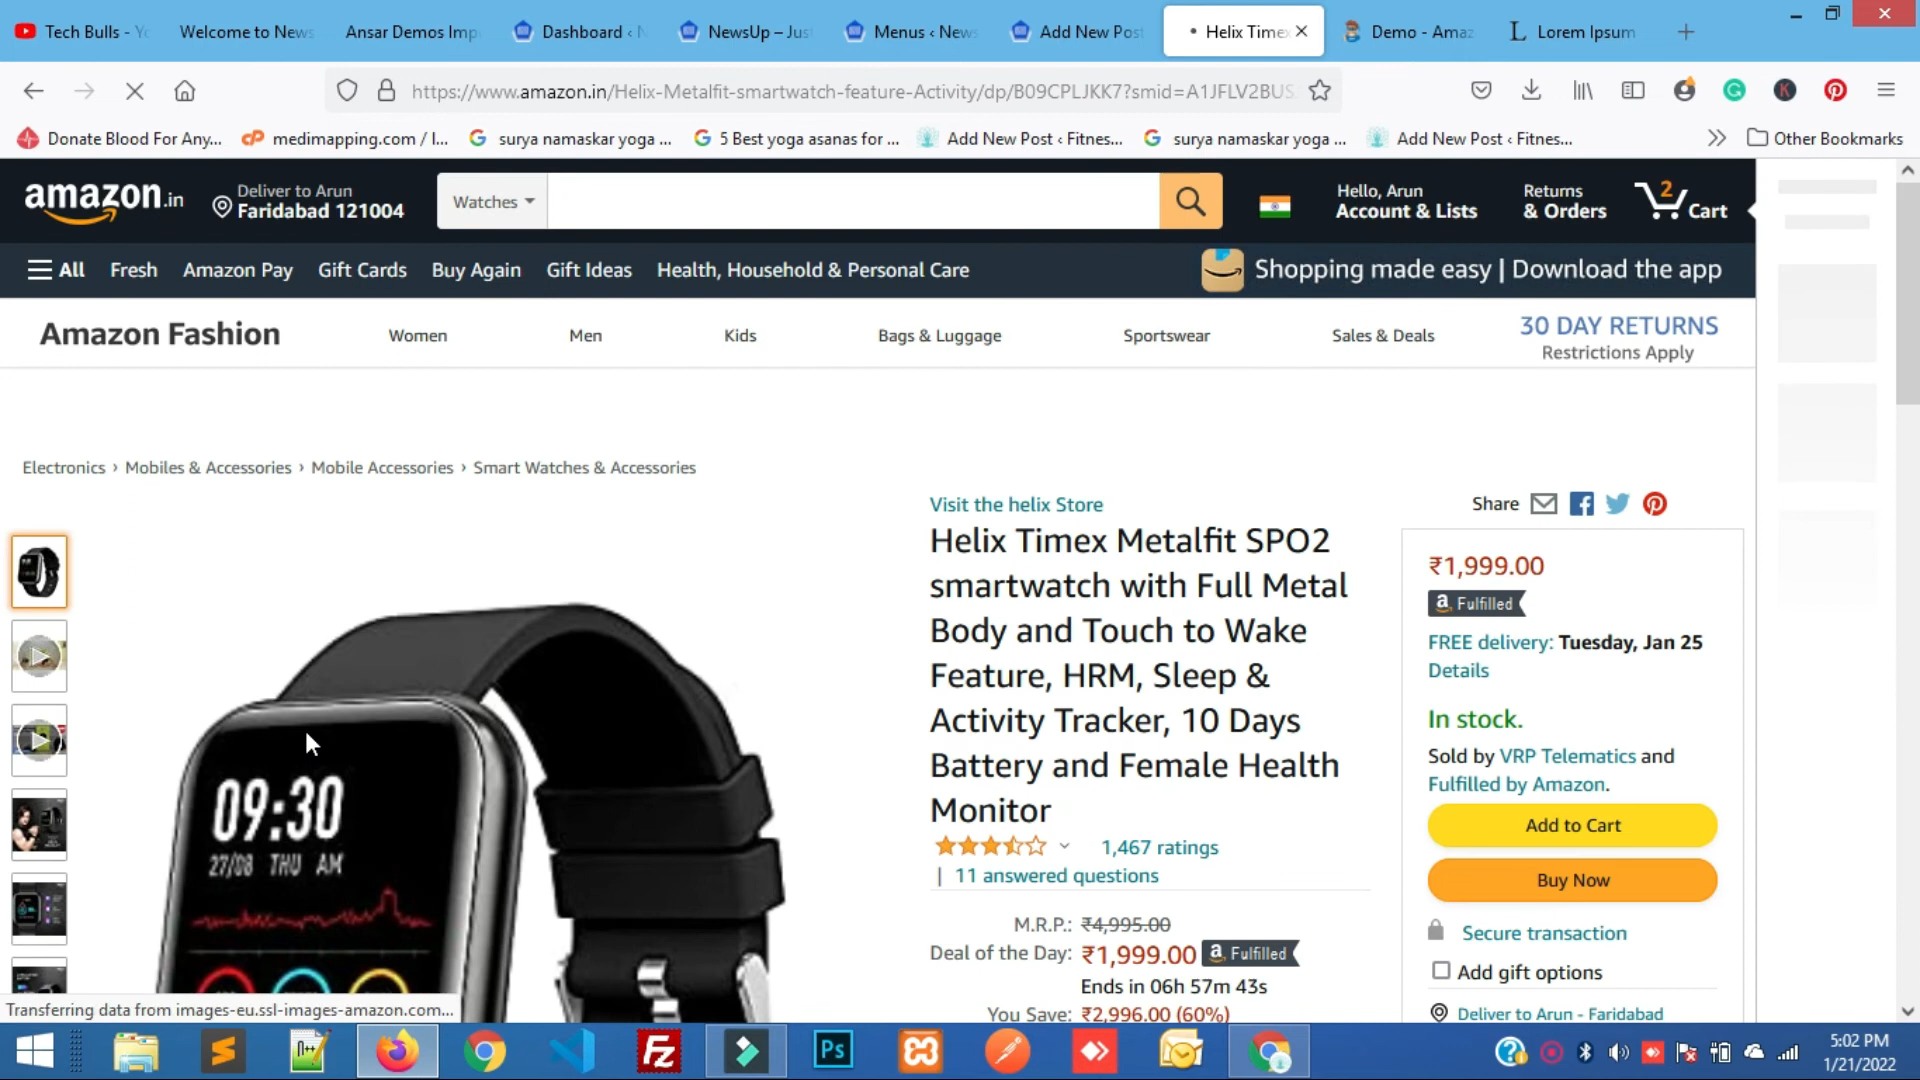 Tech Bulls - Y
Welcome to News
Ansar Demos Imp
Dashboard ‹ N
NewsUp – Jus
Menus ‹ News
Add New Pos
Helix Time
Demo - Amaz
Lorem Ipsum
https://www.amazon.in/Helix-Metalfit-smartwatch-feature-Activity/dp/B09CPLJKK7?smid=A1JFLV2BUS
Donate Blood For Any...
medimapping.com / l...
surya namaskar yoga ...
5 Best yoga asanas for ...
Add New Post ‹ Fitnes...
surya namaskar yoga ...
Add New Post ‹ Fitnes...
Other Bookmarks
amazon.in
Deliver to Arun
Faridabad 121004
Watches
Hello, Arun
Account & Lists
Returns
& Orders
2
Cart
All
Fresh
Amazon Pay
Gift Cards
Buy Again
Gift Ideas
Health, Household & Personal Care
Shopping made easy | Download the app
Amazon Fashion
Women
Men
Kids
Bags & Luggage
Sportswear
Sales & Deals
30 DAY RETURNS
Restrictions Apply
Electronics › Mobiles & Accessories › Mobile Accessories › Smart Watches & Accessories
Visit the helix Store
Helix Timex Metalfit SPO2
smartwatch with Full Metal
Body and Touch to Wake
Feature, HRM, Sleep &
Activity Tracker, 10 Days
Battery and Female Health
Monitor
1,467 ratings
| 11 answered questions
M.R.P.: ₹4,995.00
Deal of the Day: ₹1,999.00 a Fulfilled
Ends in 06h 57m 43s
You Save: ₹2,996.00 (60%)
Share
₹1,999.00
a Fulfilled
FREE delivery: Tuesday, Jan 25
Details
In stock.
Sold by VRP Telematics and
Fulfilled by Amazon.
Add to Cart
Buy Now
Secure transaction
Add gift options
Deliver to Arun - Faridabad
09:30
27/08 THU AM
Transferring data from images-eu.ssl-images-amazon.com...
5:02 PM
1/21/2022